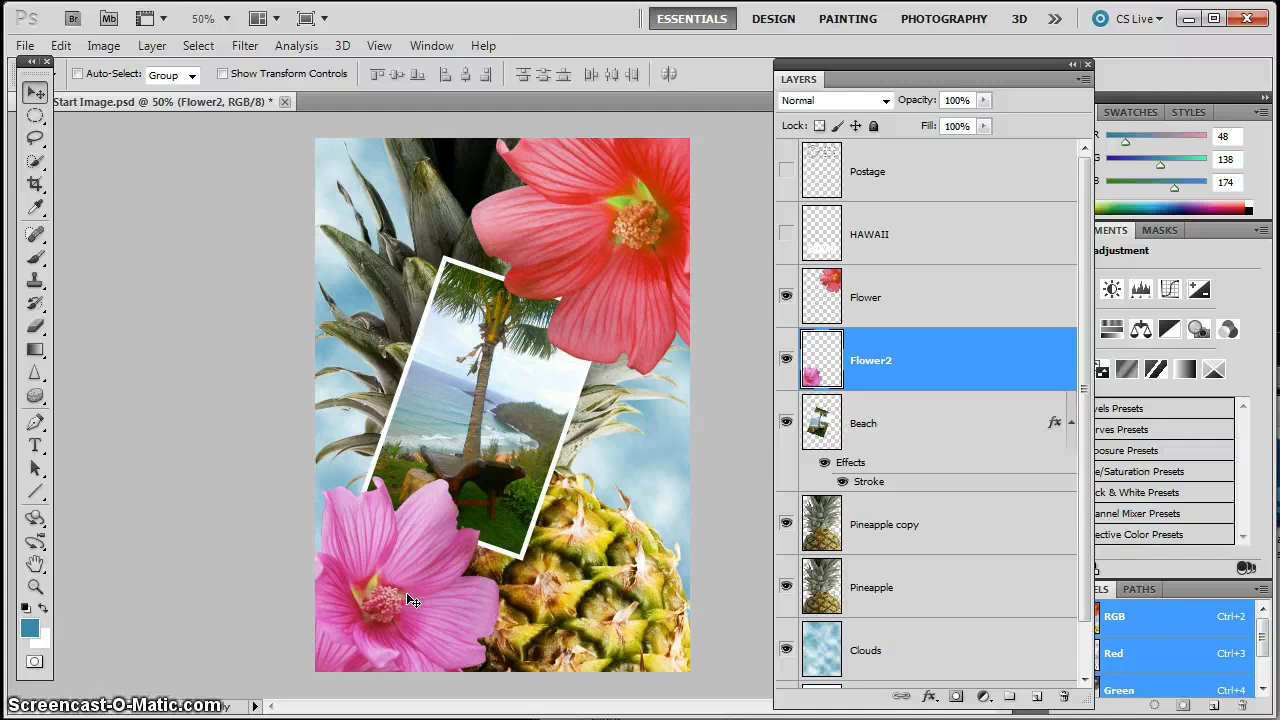 Ps Br Mb 50% ESSENTIALS DESIGN PAINTING PHOTOGRAPHY 3D CS Live
File Edit Image Layer Select Filter Analysis 3D View Window Help
Auto-Select: Group Show Transform Controls
Start Image.psd @ 50% (Flower2, RGB/8) *
LAYERS
Normal Opacity: 100%
Lock: Fill: 100%
Postage
HAWAII
Flower
Flower2
Beach fx
Effects
Stroke
Pineapple copy
Pineapple
Clouds
fx
SWATCHES STYLES
R 48
G 138
B 174
MENTS MASKS
adjustment
vels Presets
rves Presets
posure Presets
e/Saturation Presets
ck & White Presets
annel Mixer Presets
ective Color Presets
ELS PATHS
RGB Ctrl+2
Red Ctrl+3
Green Ctrl+4
T
Screencast-O-Matic.com